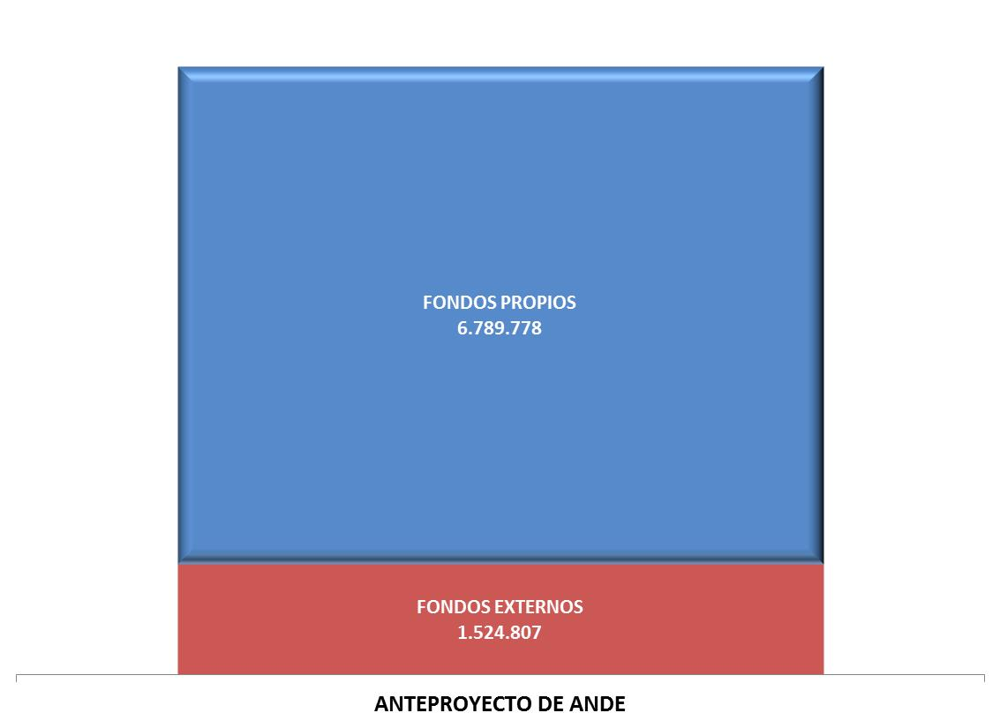 FONDOS PROPIOS
6.789.778
FONDOS EXTERNOS
1.524.807
ANTEPROYECTO DE ANDE